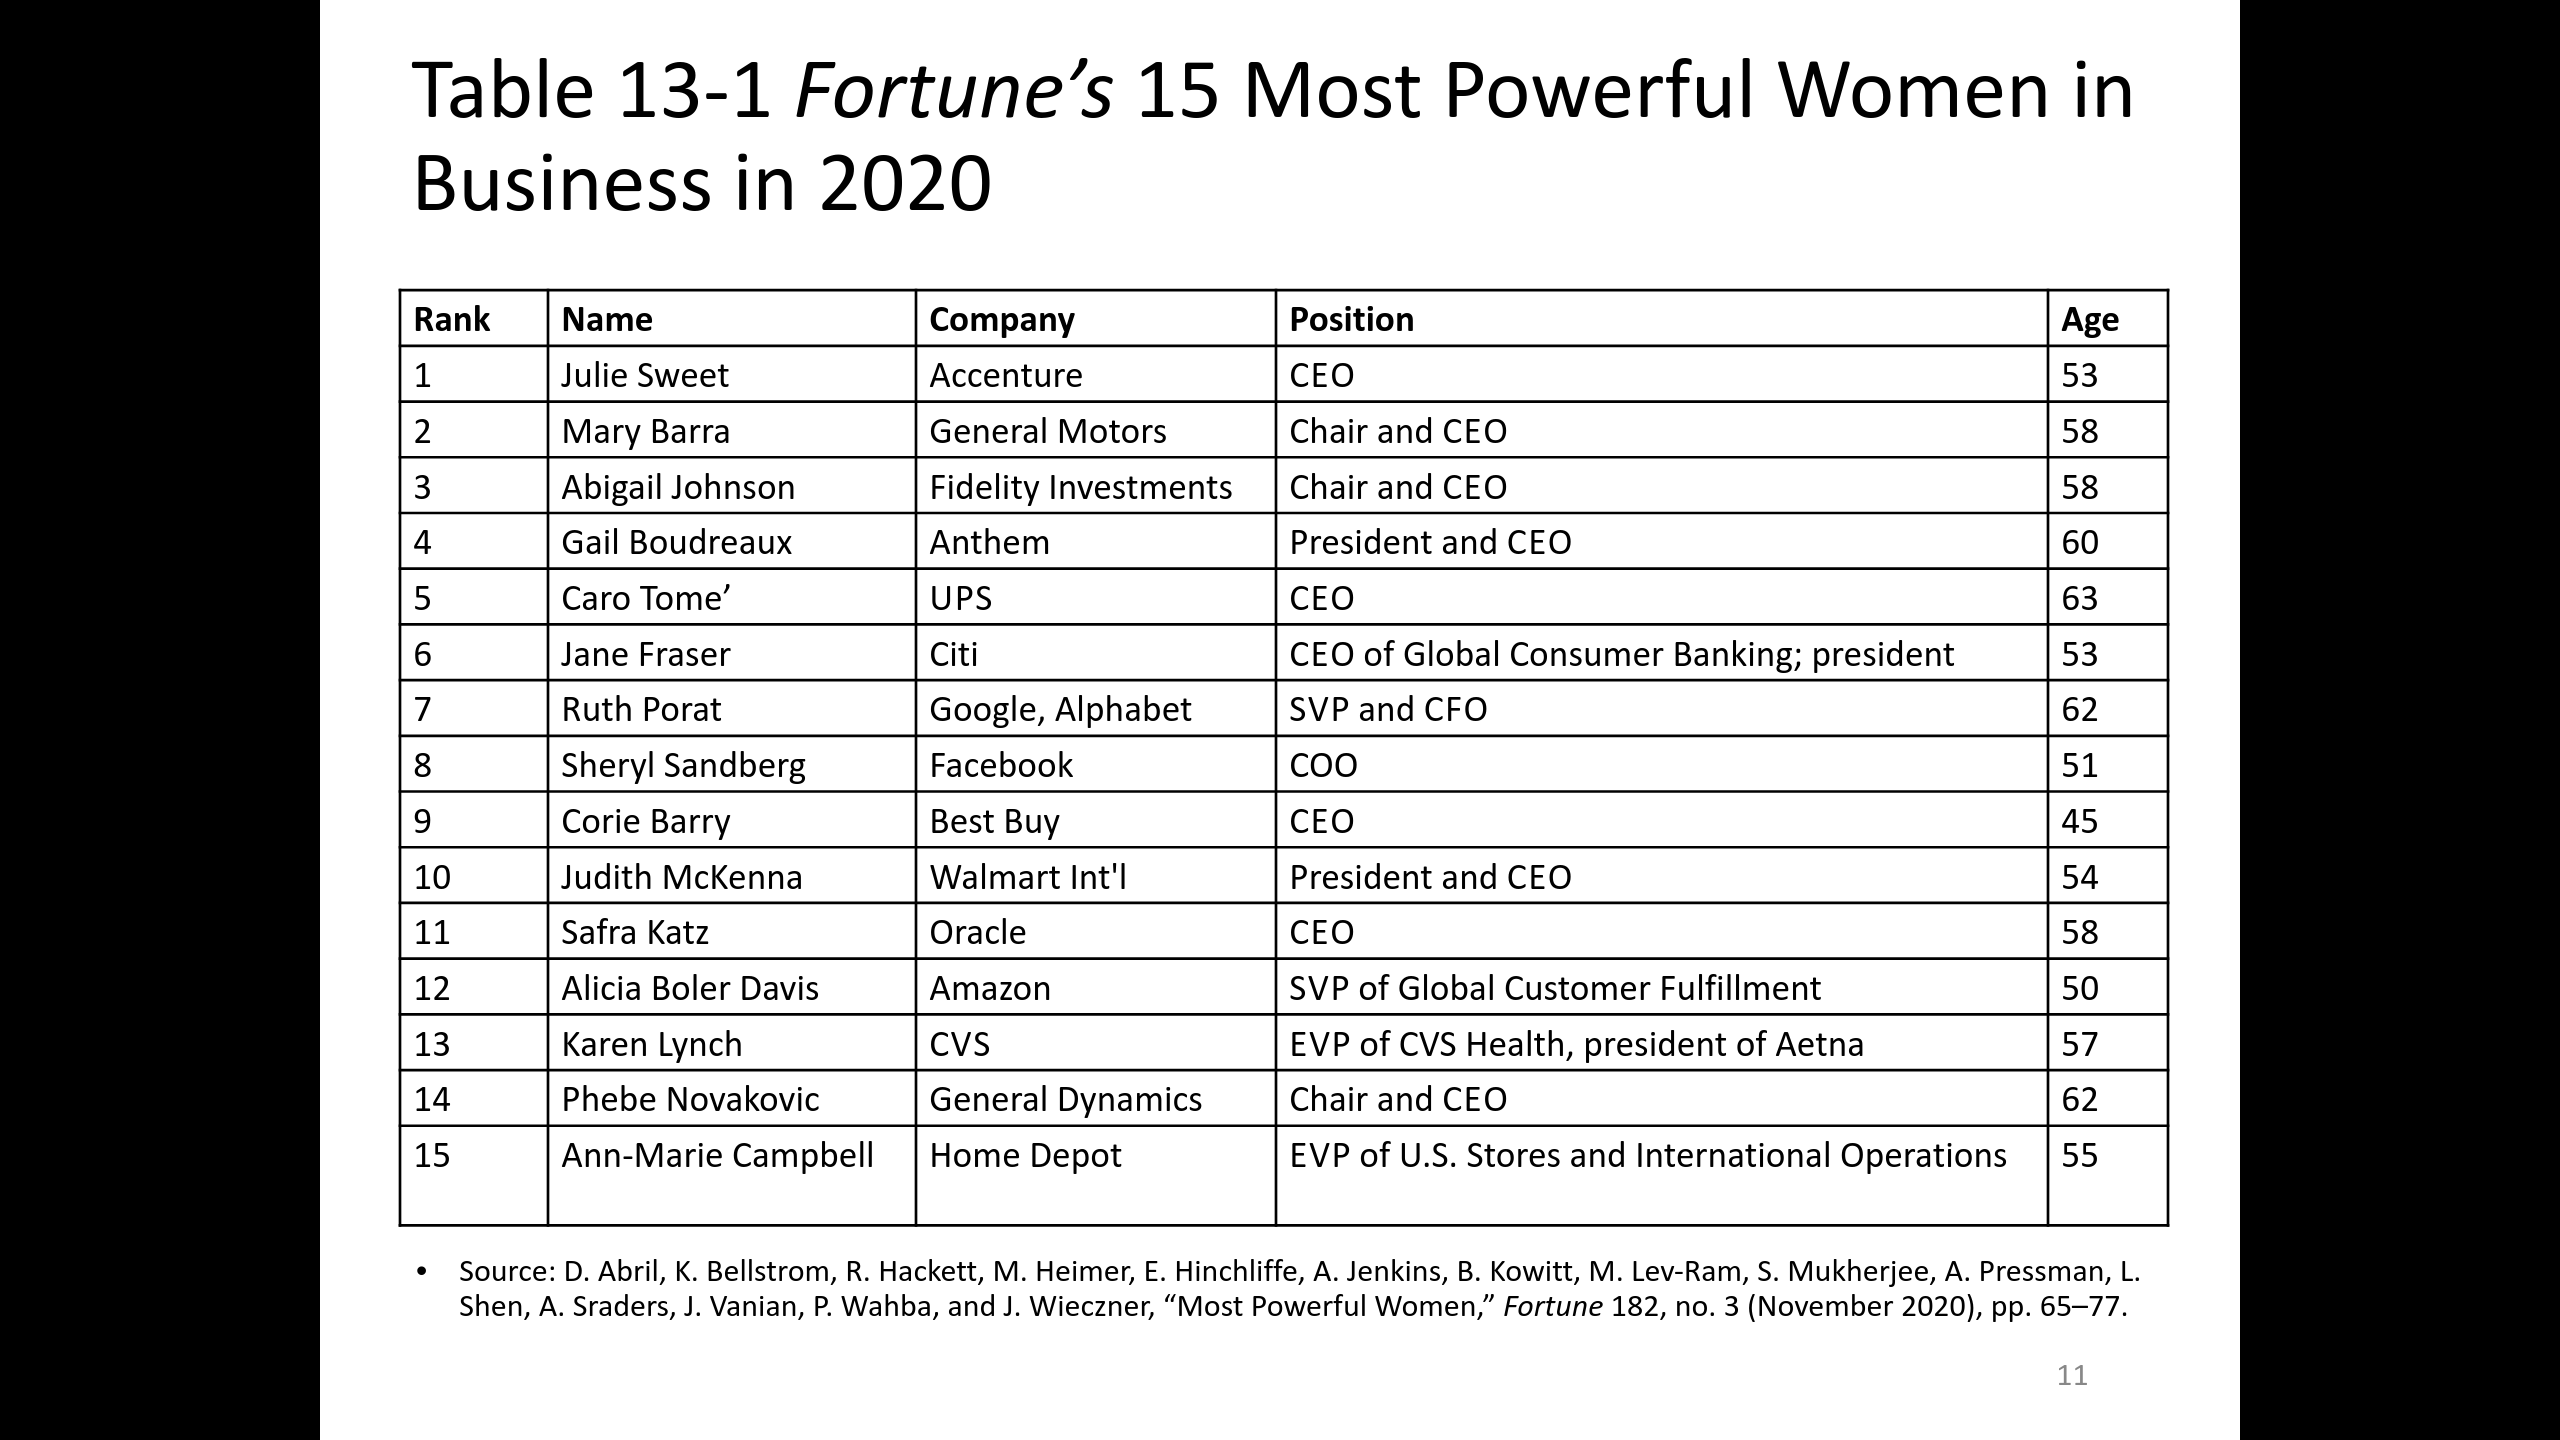 Table 13-1 Fortune’s 15 Most Powerful Women in
Business in 2020
Rank Name Company Position Age
1 Julie Sweet Accenture CEO 53
2 Mary Barra General Motors Chair and CEO 58
3 Abigail Johnson Fidelity Investments Chair and CEO 58
4 Gail Boudreaux Anthem President and CEO 60
5 Caro Tome’ UPS CEO 63
6 Jane Fraser Citi CEO of Global Consumer Banking; president 53
7 Ruth Porat Google, Alphabet SVP and CFO 62
8 Sheryl Sandberg Facebook COO 51
9 Corie Barry Best Buy CEO 45
10 Judith McKenna Walmart Int'l President and CEO 54
11 Safra Katz Oracle CEO 58
12 Alicia Boler Davis Amazon SVP of Global Customer Fulfillment 50
13 Karen Lynch CVS EVP of CVS Health, president of Aetna 57
14 Phebe Novakovic General Dynamics Chair and CEO 62
15 Ann-Marie Campbell Home Depot EVP of U.S. Stores and International Operations 55
• Source: D. Abril, K. Bellstrom, R. Hackett, M. Heimer, E. Hinchliffe, A. Jenkins, B. Kowitt, M. Lev-Ram, S. Mukherjee, A. Pressman, L.
Shen, A. Sraders, J. Vanian, P. Wahba, and J. Wieczner, “Most Powerful Women,” Fortune 182, no. 3 (November 2020), pp. 65–77.
11